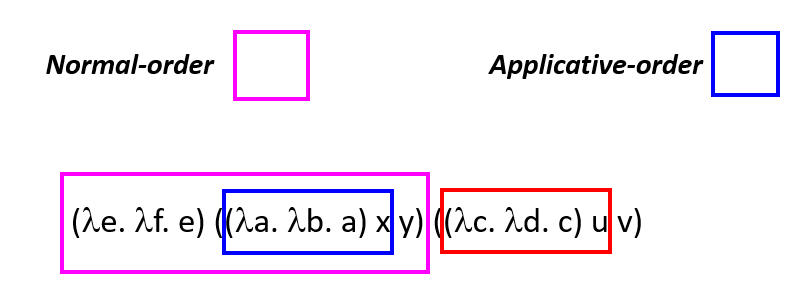 Normal-order Applicative-order
(λe. λf. e) ((λa. λb. a) x y) ((λc. λd. c) u v)